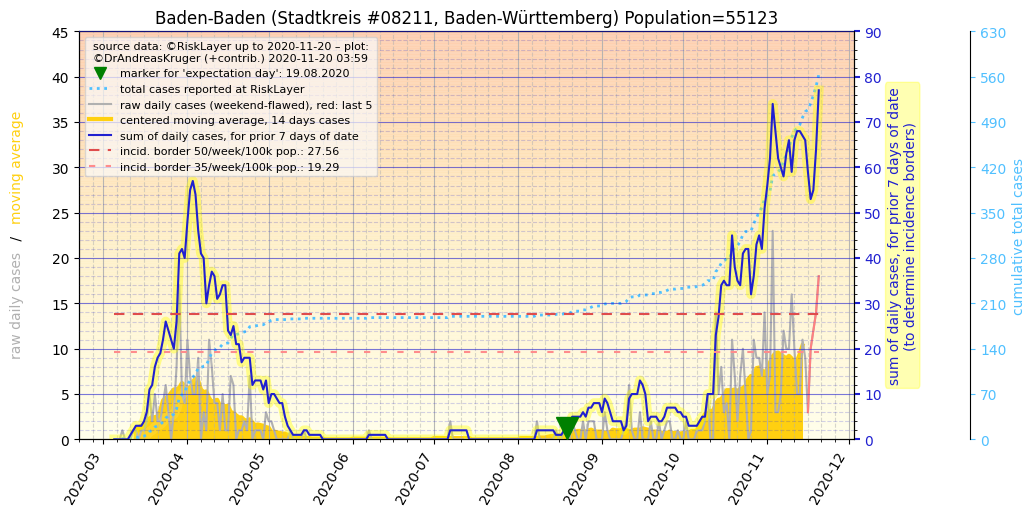 Baden-Baden (Stadtkreis #08211, Baden-Württemberg) Population=55123
source data: ©RiskLayer up to 2020-11-20 – plot:
©DrAndreasKruger (+contrib.) 2020-11-20 03:59
marker for 'expectation day': 19.08.2020
total cases reported at RiskLayer
raw daily cases (weekend-flawed), red: last 5
centered moving average, 14 days cases
sum of daily cases, for prior 7 days of date
incid. border 50/week/100k pop.: 27.56
incid. border 35/week/100k pop.: 19.29
raw daily cases / moving average
45
40
35
30
25
20
15
10
5
0
2020-03
2020-04
2020-05
2020-06
2020-07
2020-08
2020-09
2020-10
2020-11
2020-12
90
80
70
60
50
40
30
20
10
0
sum of daily cases, for prior 7 days of date
(to determine incidence borders)
630
560
490
420
350
280
210
140
70
0
cumulative total cases